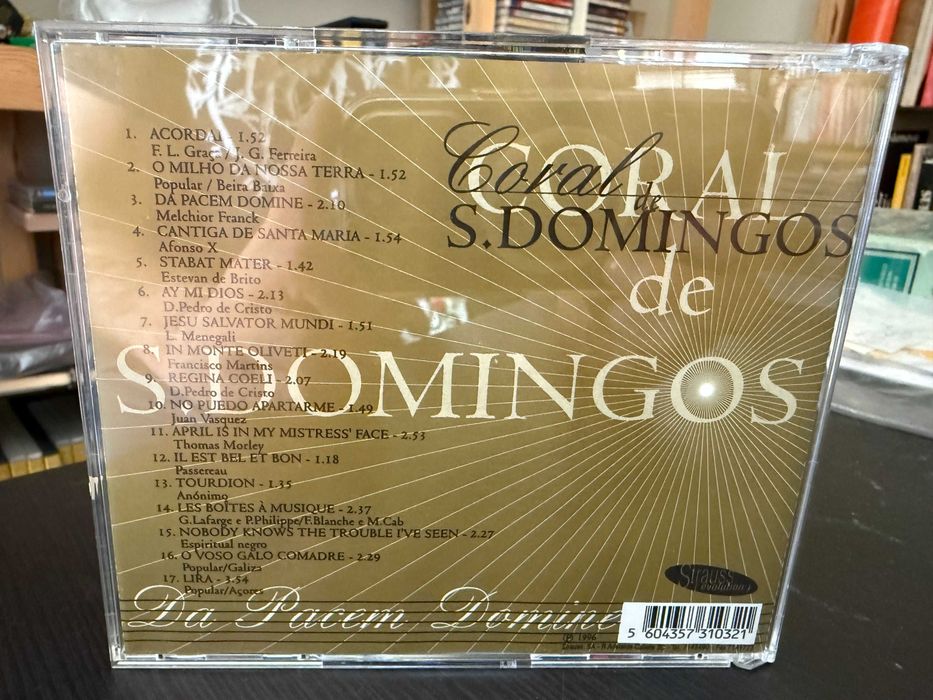 1. ACORDAI - 1.52
F. L. Graça / J. G. Ferreira
2. O MILHO DA NOSSA TERRA - 1.52
Popular / Beira Baixa
3. DA PACEM DOMINE - 2.10
Melchior Franck
4. CANTIGA DE SANTA MARIA - 1.54
Afonso X
5. STABAT MATER - 1.42
Estevan de Brito
6. AY MI DIOS - 2.13
D.Pedro de Cristo
7. JESU SALVATOR MUNDI - 1.51
L. Menegali
8. IN MONTE OLIVETI - 2.19
Francisco Martins
9. REGINA COELI - 2.07
D.Pedro de Cristo
10. NO PUEDO APARTARME - 1.49
Juan Vasquez
11. APRIL IS IN MY MISTRESS' FACE - 2.53
Thomas Morley
12. IL EST BEL ET BON - 1.18
Passereau
13. TOURDION - 1.35
Anónimo
14. LES BOÎTES À MUSIQUE - 2.37
G.Lafarge e P.Philippe/F.Blanche e M.Cab
15. NOBODY KNOWS THE TROUBLE I'VE SEEN - 2.27
Espiritual negro
16. O VOSO GALO COMADRE - 2.29
Popular/Galiza
17. LIRA - 3.54
Popular/Açores
Coral de
S.DOMINGOS
CORAL
de
S.DOMINGOS
Strauss
evolution
Da Pacem Domine
5 604357 310321
(P) 1996